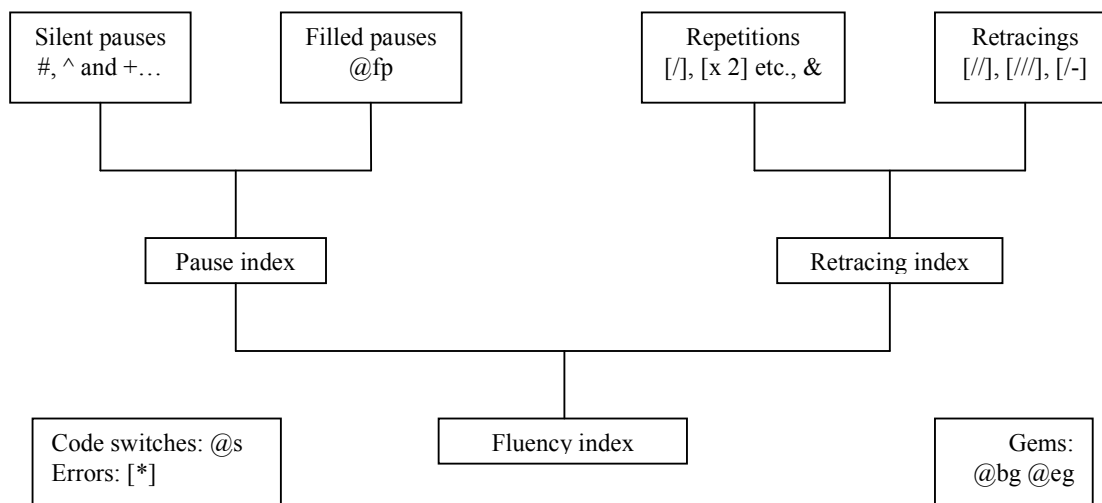 Silent pauses
#, ^ and +…
Filled pauses
@fp
Repetitions
[/], [x 2] etc., &
Retracings
[//], [///], [/-]
Pause index
Retracing index
Code switches: @s
Errors: [*]
Fluency index
Gems:
@bg @eg